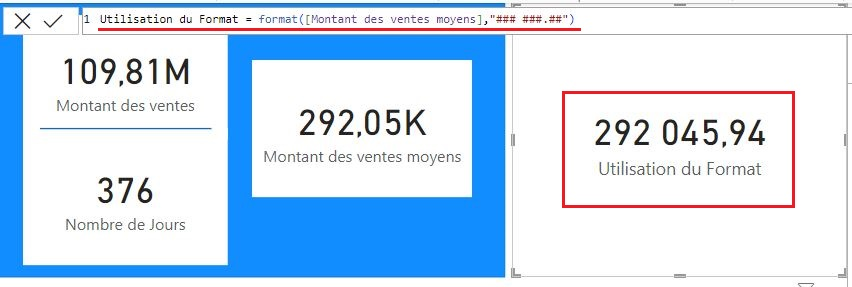 1 Utilisation du Format = format([Montant des ventes moyens],"### ###.##")
109,81M
Montant des ventes
376
Nombre de Jours
292,05K
Montant des ventes moyens
292 045,94
Utilisation du Format